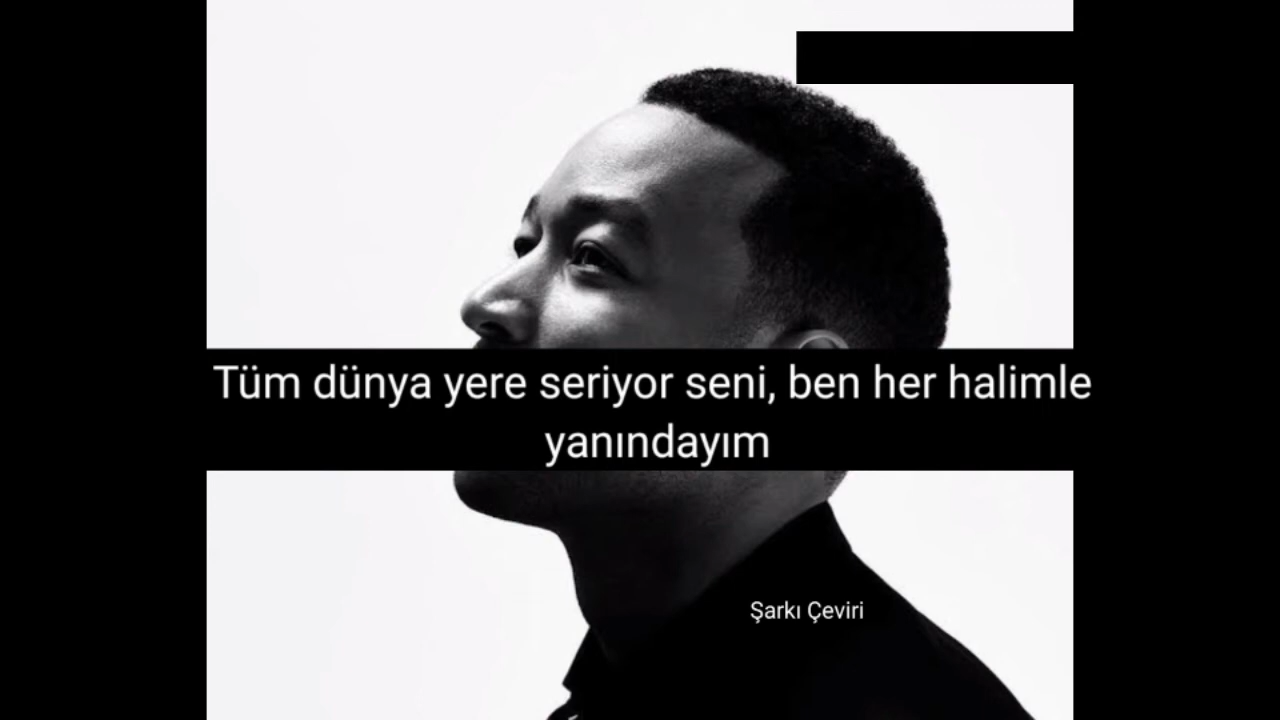 Tüm dünya yere seriyor seni, ben her halimle
yanındayım
Şarkı Çeviri